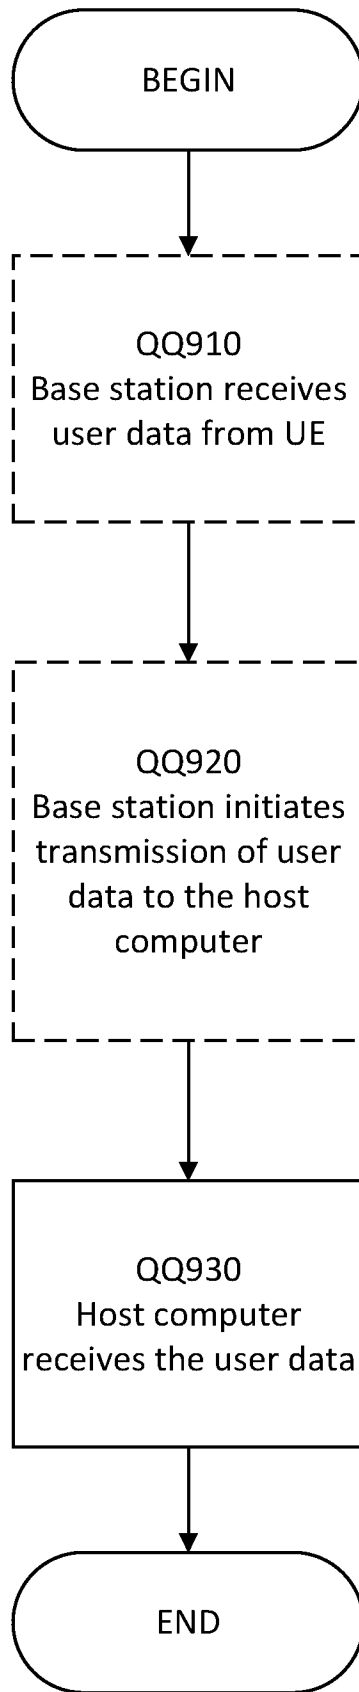 BEGIN
QQ910
Base station receives
user data from UE
QQ920
Base station initiates
transmission of user
data to the host
computer
QQ930
Host computer
receives the user data
END